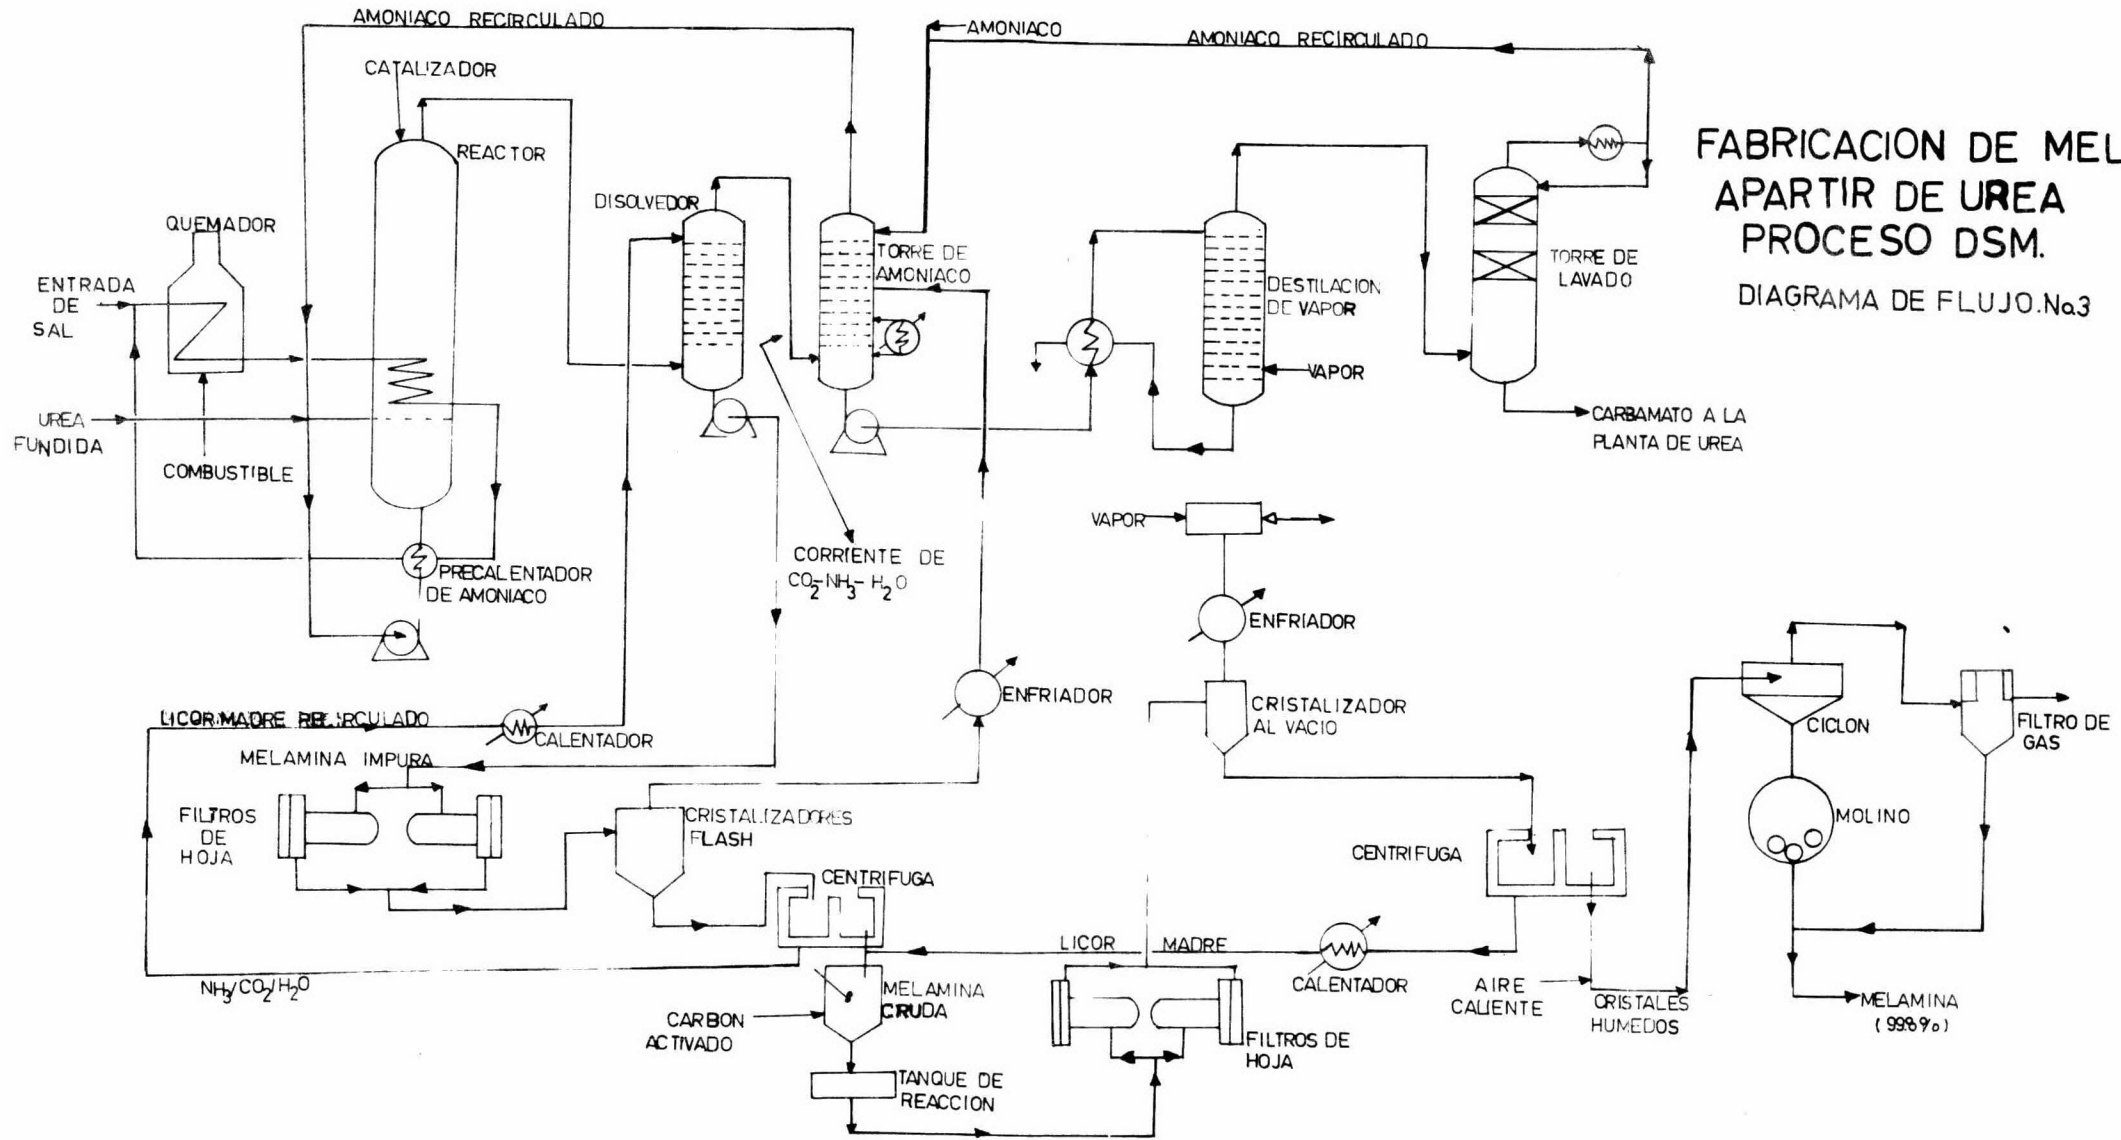 AMONIACO RECIRCULADO
AMONIACO
AMONIACO RECIRCULADO
CATALIZADOR
REACTOR
FABRICACION DE MEL
APARTIR DE UREA
PROCESO DSM.
DIAGRAMA DE FLUJO.No3
DISOLVEDOR
QUEMADOR
TORRE DE
AMONIACO
TORRE DE
LAVADO
ENTRADA
DE
SAL
DESTILACION
DE VAPOR
VAPOR
UREA
FUNDIDA
COMBUSTIBLE
CARBAMATO A LA
PLANTA DE UREA
VAPOR
CORRIENTE DE
CO2-NH3-H2O
PRECALENTADOR
DE AMONIACO
ENFRIADOR
ENFRIADOR
CRISTALIZADOR
AL VACIO
LICOR MADRE RECIRCULADO
CALENTADOR
CICLON
FILTRO DE
GAS
MELAMINA IMPURA
FILTROS
DE
HOJA
CRISTALIZADORES
FLASH
MOLINO
CENTRIFUGA
CENTRIFUGA
LICOR MADRE
NH3/CO2/H2O
CALENTADOR
AIRE
CALIENTE
CRISTALES
HUMEDOS
MELAMINA
(99.8%)
MELAMINA
CRUDA
CARBON
ACTIVADO
FILTROS DE
HOJA
TANQUE DE
REACCION